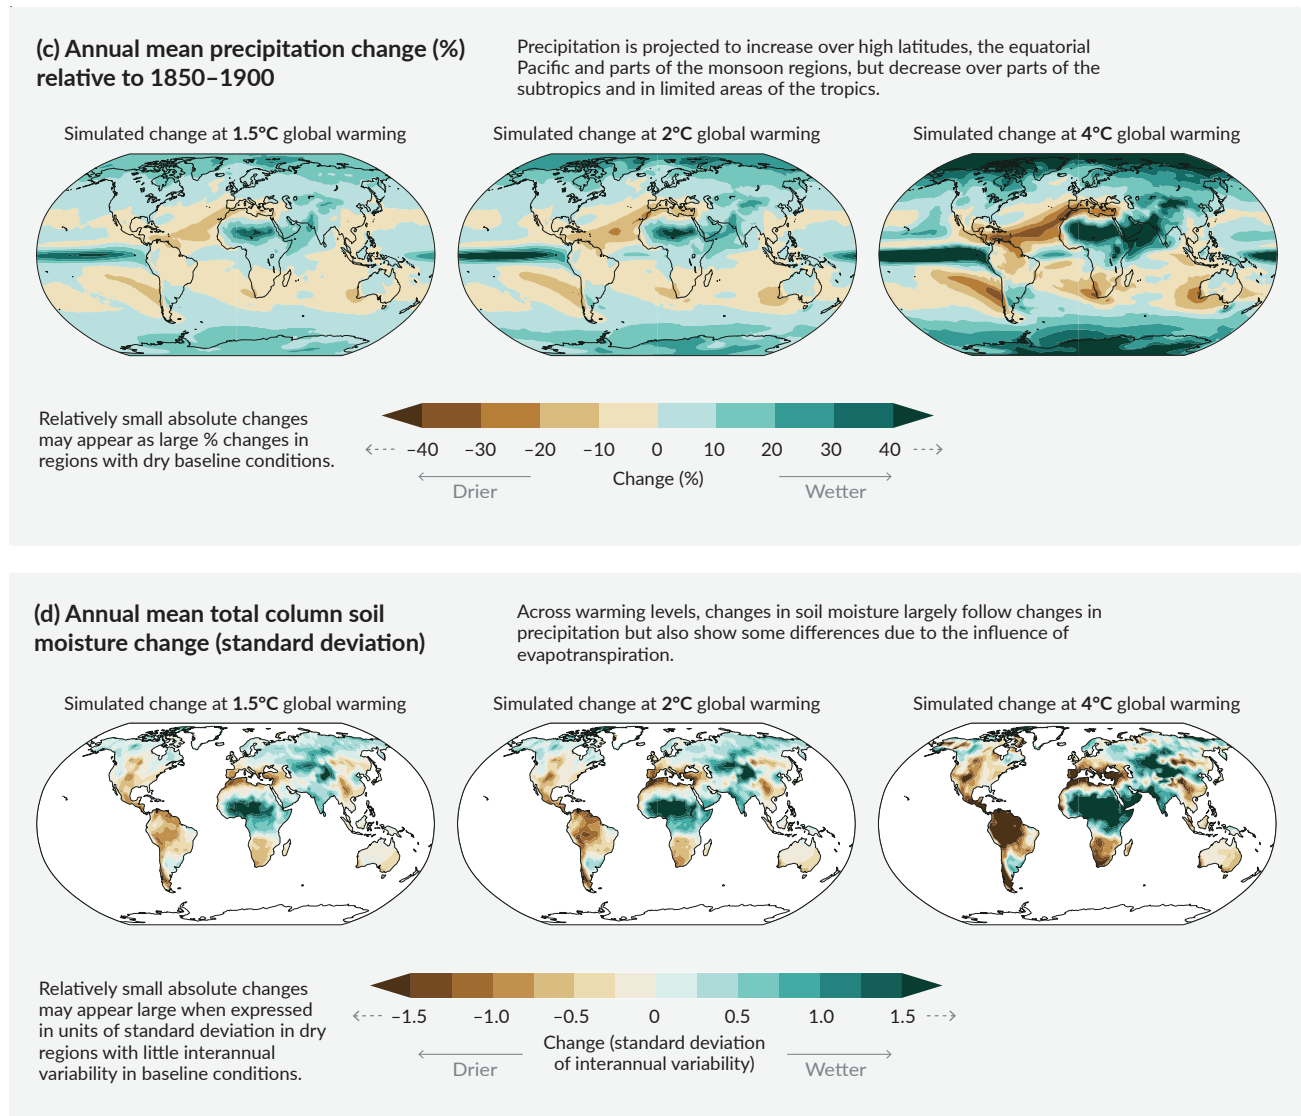 (c) Annual mean precipitation change (%)
relative to 1850–1900
Precipitation is projected to increase over high latitudes, the equatorial
Pacific and parts of the monsoon regions, but decrease over parts of the
subtropics and in limited areas of the tropics.
Simulated change at 1.5°C global warming
Simulated change at 2°C global warming
Simulated change at 4°C global warming
Relatively small absolute changes
may appear as large % changes in
regions with dry baseline conditions.
–40 –30 –20 –10 0 10 20 30 40
Change (%)
Drier
Wetter
(d) Annual mean total column soil
moisture change (standard deviation)
Across warming levels, changes in soil moisture largely follow changes in
precipitation but also show some differences due to the influence of
evapotranspiration.
Simulated change at 1.5°C global warming
Simulated change at 2°C global warming
Simulated change at 4°C global warming
Relatively small absolute changes
may appear large when expressed
in units of standard deviation in dry
regions with little interannual
variability in baseline conditions.
–1.5 –1.0 –0.5 0 0.5 1.0 1.5
Change (standard deviation
of interannual variability)
Drier
Wetter